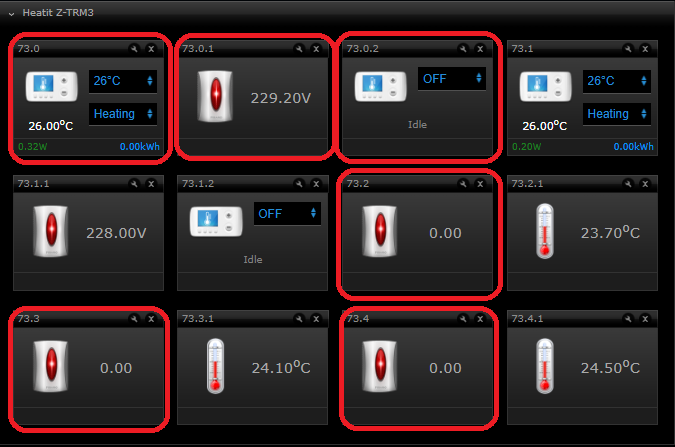 Heatit Z-TRM3
73.0
26°C
Heating
26.00°C
0.32W 0.00kWh
73.0.1
229.20V
73.0.2
OFF
Idle
73.1
26°C
Heating
26.00°C
0.20W 0.00kWh
73.1.1
228.00V
73.1.2
OFF
Idle
73.2
0.00
73.2.1
23.70°C
73.3
0.00
73.3.1
24.10°C
73.4
0.00
73.4.1
24.50°C